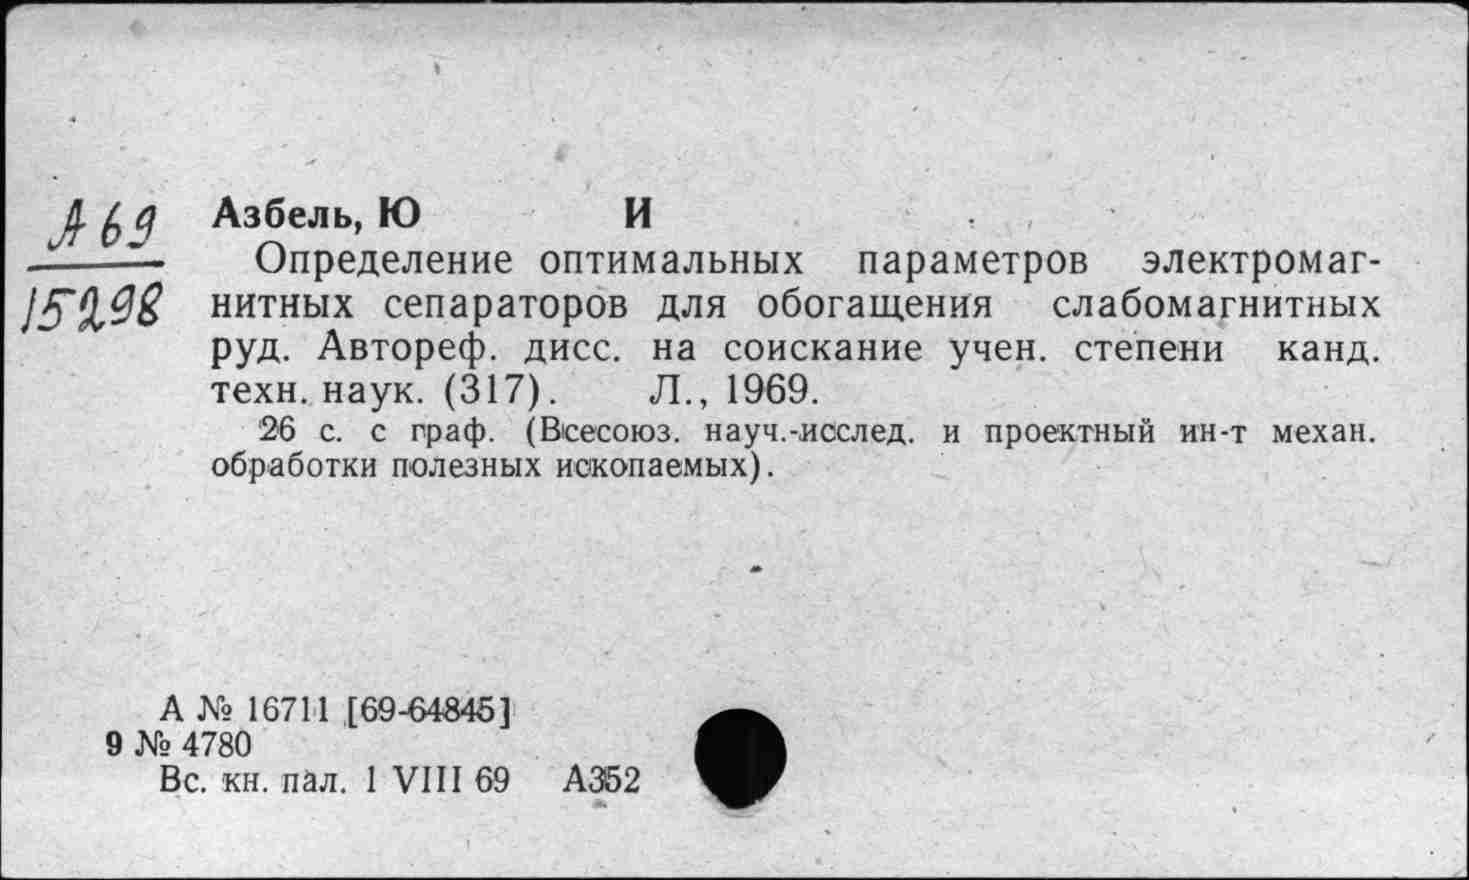 А 69
15298
Азбель, Ю И
Определение оптимальных параметров электромаг-
нитных сепараторов для обогащения слабомагнитных
руд. Автореф. дисс. на соискание учен. степени канд.
техн. наук. (317). Л., 1969.
26 с. с граф. (Всесоюз. науч.-исслед. и проектный ин-т механ.
обработки полезных ископаемых).
А № 16711 [69-64845]
9 № 4780
Вс. кн. пал. 1 VIII 69 А352